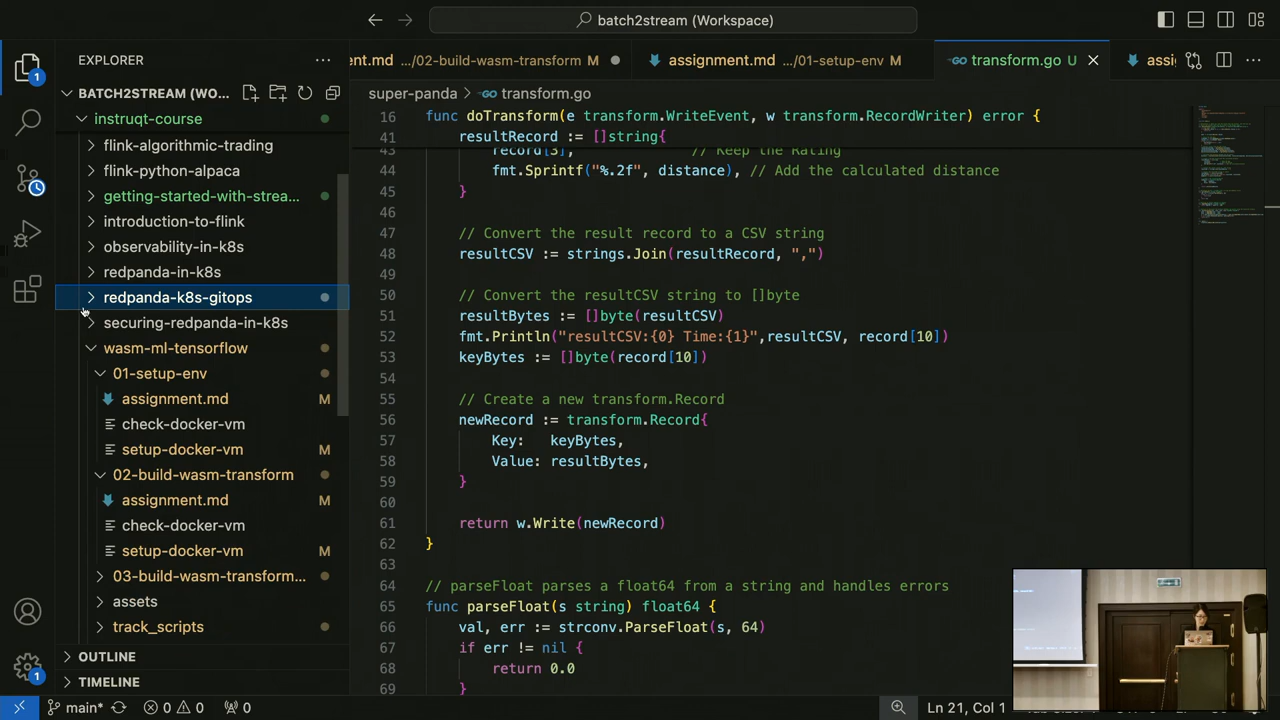 batch2stream (Workspace)
EXPLORER
BATCH2STREAM (WO...
instruqt-course
flink-algorithmic-trading
flink-python-alpaca
getting-started-with-strea...
introduction-to-flink
observability-in-k8s
redpanda-in-k8s
redpanda-k8s-gitops
securing-redpanda-in-k8s
wasm-ml-tensorflow
01-setup-env
assignment.md M
check-docker-vm
setup-docker-vm M
02-build-wasm-transform
assignment.md M
check-docker-vm
setup-docker-vm M
03-build-wasm-transform...
assets
track_scripts
OUTLINE
TIMELINE
ent.md .../02-build-wasm-transform M
assignment.md .../01-setup-env M
transform.go U
assi
super-panda > transform.go
16 func doTransform(e transform.WriteEvent, w transform.RecordWriter) error {
41 resultRecord := []string{
43 record[3], // Keep the Rating
44 fmt.Sprintf("%.2f", distance), // Add the calculated distance
45 }
46
47 // Convert the result record to a CSV string
48 resultCSV := strings.Join(resultRecord, ",")
49
50 // Convert the resultCSV string to []byte
51 resultBytes := []byte(resultCSV)
52 fmt.Println("resultCSV:{0} Time:{1}",resultCSV, record[10])
53 keyBytes := []byte(record[10])
54
55 // Create a new transform.Record
56 newRecord := transform.Record{
57 Key: keyBytes,
58 Value: resultBytes,
59 }
60
61 return w.Write(newRecord)
62 }
63
64 // parseFloat parses a float64 from a string and handles errors
65 func parseFloat(s string) float64 {
66 val, err := strconv.ParseFloat(s, 64)
67 if err != nil {
68 return 0.0
69 }
1
1
main* 0 0 0
Ln 21, Col 1